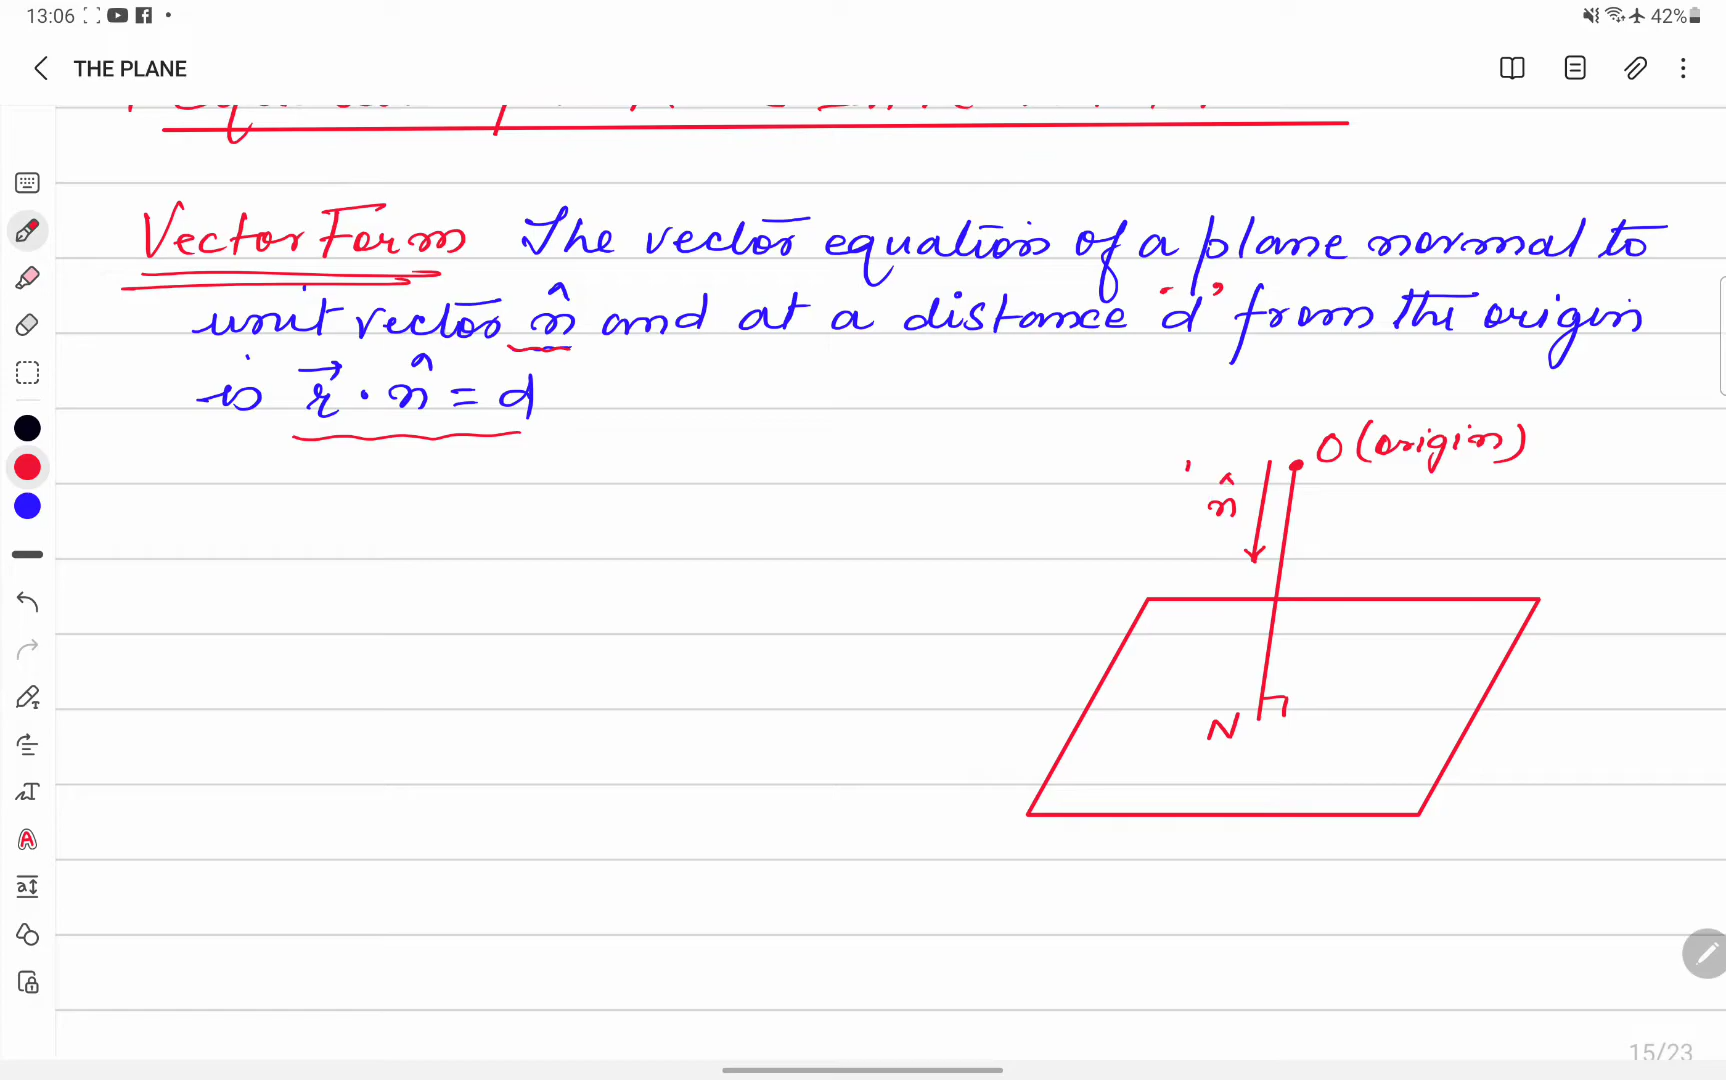 13:06
42%
THE PLANE
Vector Form The vector equation of a plane normal to
unit vector n̂ and at a distance 'd' from the origin
is r⃗ · n̂ = d
O (origin)
n̂
N
15/23